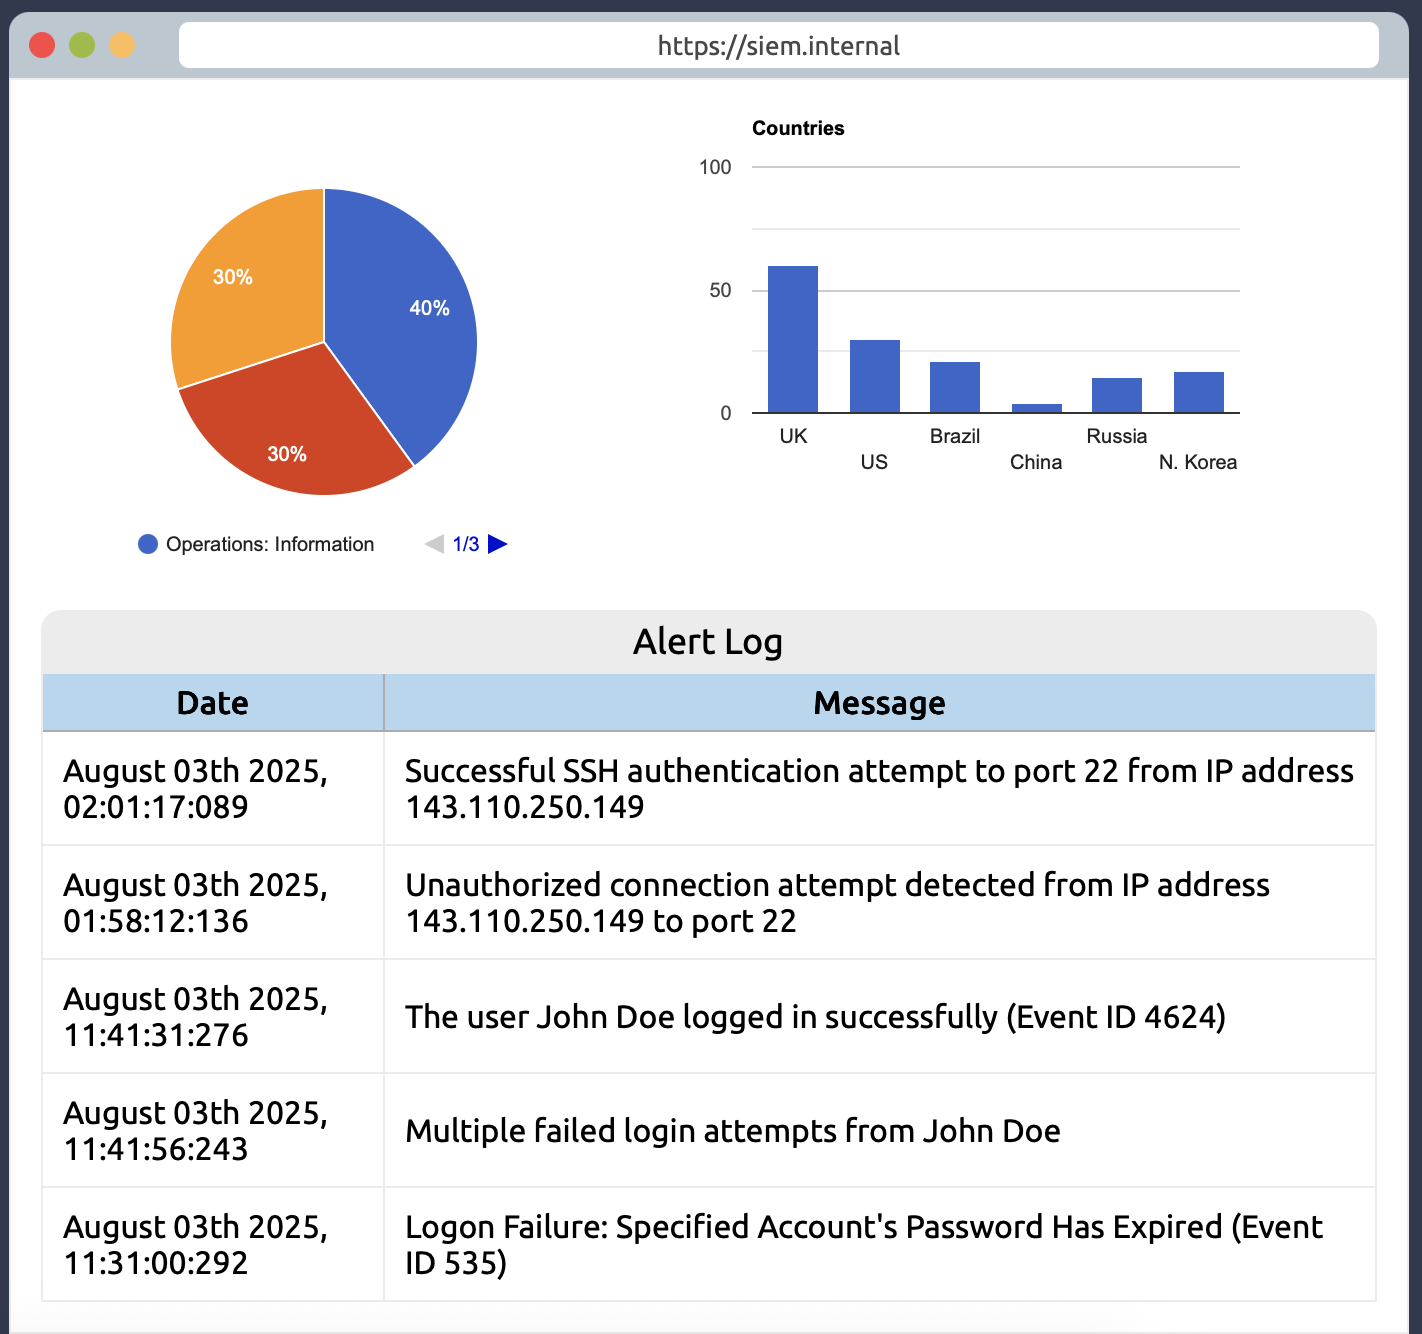 https://siem.internal
Countries
100
50
0
UK
US
Brazil
China
Russia
N. Korea
30%
40%
30%
Operations: Information
1/3
Alert Log
Date
Message
August 03th 2025,
02:01:17:089
Successful SSH authentication attempt to port 22 from IP address
143.110.250.149
August 03th 2025,
01:58:12:136
Unauthorized connection attempt detected from IP address
143.110.250.149 to port 22
August 03th 2025,
11:41:31:276
The user John Doe logged in successfully (Event ID 4624)
August 03th 2025,
11:41:56:243
Multiple failed login attempts from John Doe
August 03th 2025,
11:31:00:292
Logon Failure: Specified Account's Password Has Expired (Event
ID 535)